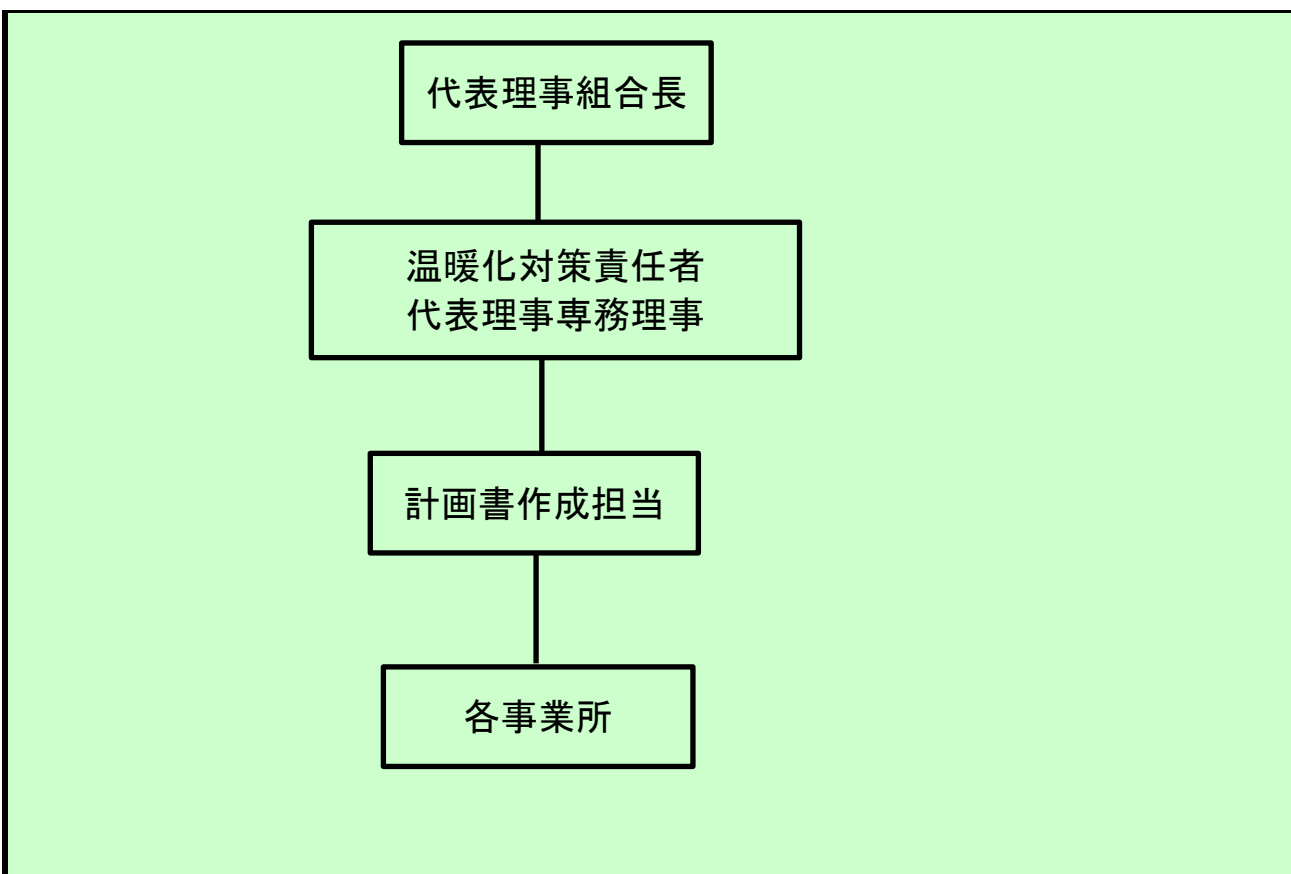 代表理事組合長
温暖化対策責任者
代表理事専務理事
計画書作成担当
各事業所